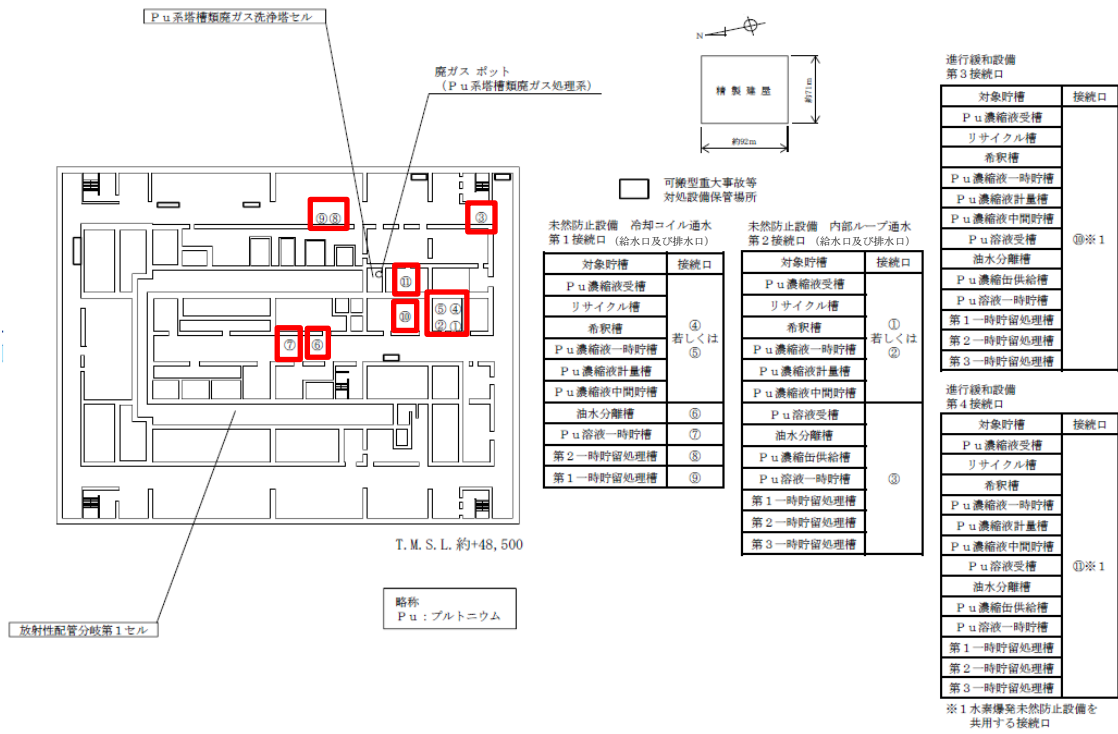 Pu系塔槽類廃ガス洗浄塔セル
廃ガス ポット
(Pu系塔槽類廃ガス処理系)
⑨⑧
③
⑪
⑤④
②①
⑩
⑦
⑥
T.M.S.L.約+48,500
放射性配管分岐第1セル
略称
Pu:プルトニウム
N
精製建屋
約71m
約92m
可搬型重大事故等
対処設備保管場所
未然防止設備 冷却コイル通水
第1接続口(給水口及び排水口)
対象貯槽 接続口
Pu濃縮液受槽
リサイクル槽
希釈槽
Pu濃縮液一時貯槽
Pu濃縮液計量槽
Pu濃縮液中間貯槽
④
若しくは
⑤
油水分離槽 ⑥
Pu溶液一時貯槽 ⑦
第2一時貯留処理槽 ⑧
第1一時貯留処理槽 ⑨
未然防止設備 内部ループ通水
第2接続口(給水口及び排水口)
対象貯槽 接続口
Pu濃縮液受槽
リサイクル槽
希釈槽
Pu濃縮液一時貯槽
Pu濃縮液計量槽
Pu濃縮液中間貯槽
①
若しくは
②
Pu溶液受槽
油水分離槽
Pu濃縮缶供給槽
Pu溶液一時貯槽
第1一時貯留処理槽
第2一時貯留処理槽
第3一時貯留処理槽
③
進行緩和設備
第3接続口
対象貯槽 接続口
Pu濃縮液受槽
リサイクル槽
希釈槽
Pu濃縮液一時貯槽
Pu濃縮液計量槽
Pu濃縮液中間貯槽
Pu溶液受槽
油水分離槽
Pu濃縮缶供給槽
Pu溶液一時貯槽
第1一時貯留処理槽
第2一時貯留処理槽
第3一時貯留処理槽
⑩※1
進行緩和設備
第4接続口
対象貯槽 接続口
Pu濃縮液受槽
リサイクル槽
希釈槽
Pu濃縮液一時貯槽
Pu濃縮液計量槽
Pu濃縮液中間貯槽
Pu溶液受槽
油水分離槽
Pu濃縮缶供給槽
Pu溶液一時貯槽
第1一時貯留処理槽
第2一時貯留処理槽
第3一時貯留処理槽
⑪※1
※1水素爆発未然防止設備を
共用する接続口